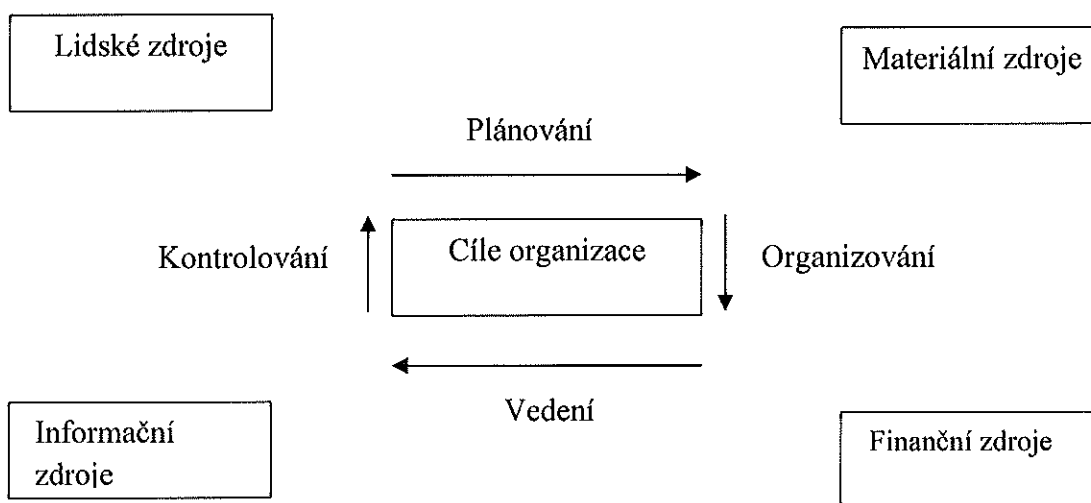 Lidské zdroje
Materiální zdroje
Plánování
Kontrolování
Cíle organizace
Organizování
Vedení
Informační
zdroje
Finanční zdroje